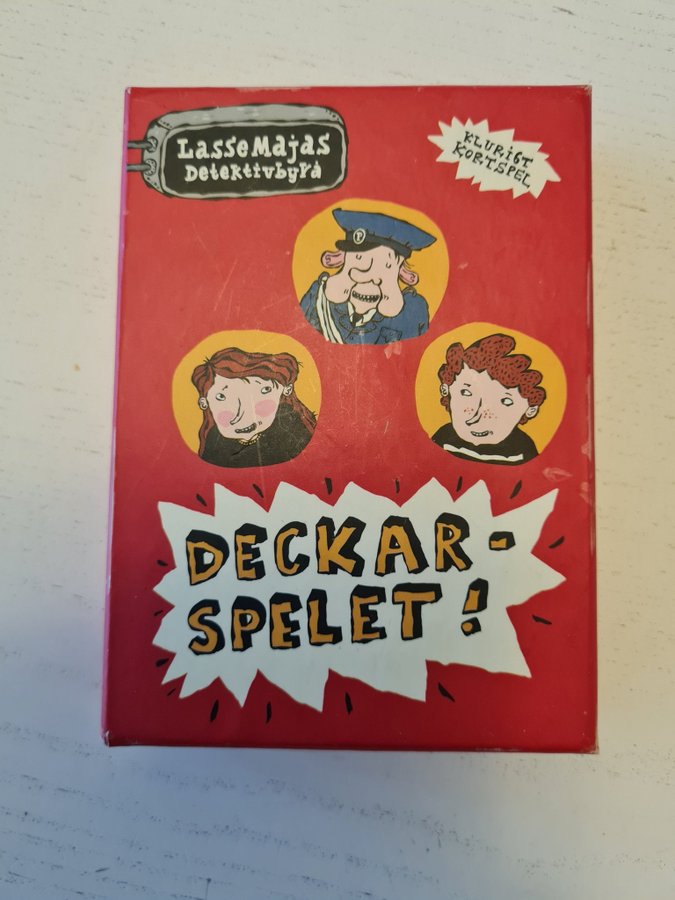 LasseMajas
Detektivbyrå
KLURIGT
KORTSPEL
P
DECKAR-
SPELET!